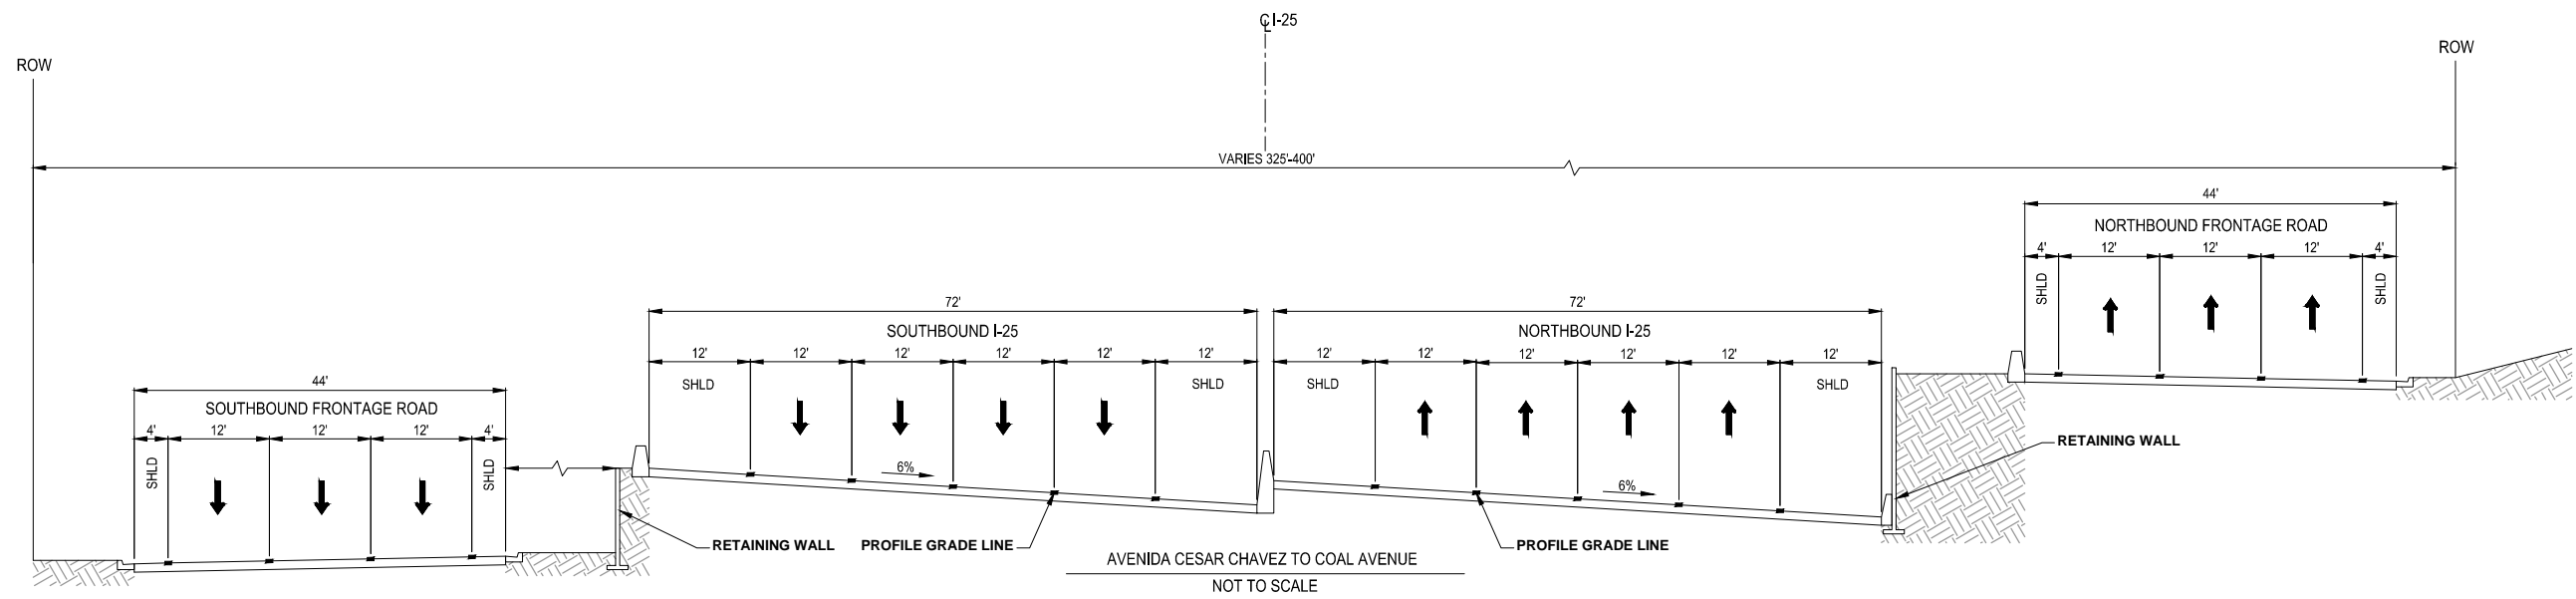 ℄ I-25
ROW
ROW
VARIES 325'-400'
44'
NORTHBOUND FRONTAGE ROAD
4' 12' 12' 12' 4'
SHLD
SHLD
72'
72'
SOUTHBOUND I-25
NORTHBOUND I-25
12' 12' 12' 12' 12' 12'
12' 12' 12' 12' 12' 12'
SHLD
SHLD
SHLD
SHLD
44'
SOUTHBOUND FRONTAGE ROAD
4' 12' 12' 12' 4'
SHLD
SHLD
6%
6%
RETAINING WALL
RETAINING WALL
PROFILE GRADE LINE
PROFILE GRADE LINE
AVENIDA CESAR CHAVEZ TO COAL AVENUE
NOT TO SCALE